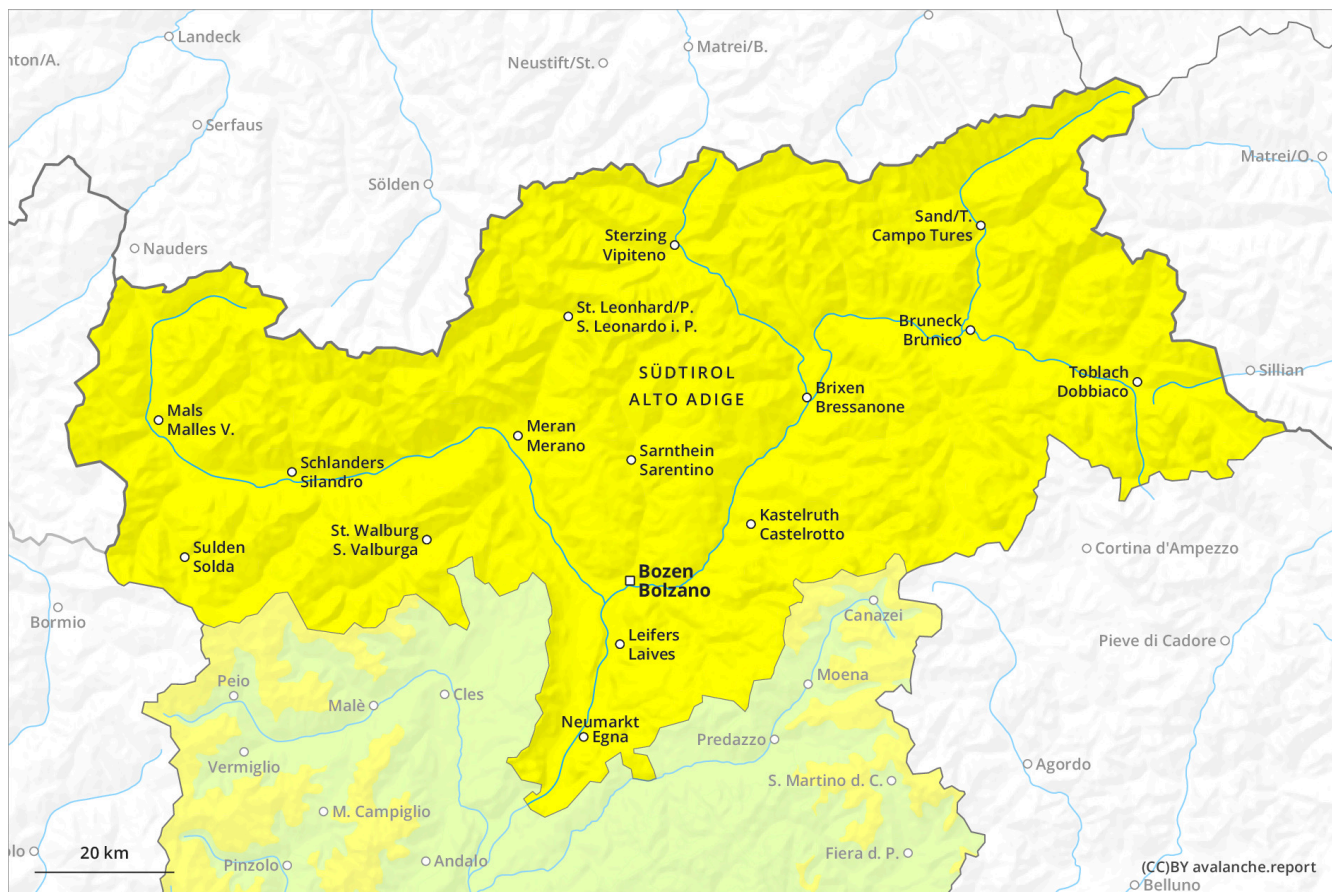 Landeck
nton/A.
Matrei/B.
Neustift/St.
Serfaus
Matrei/O.
Sölden
Sand/T.
Campo Tures
Sterzing
Vipiteno
Nauders
St. Leonhard/P.
S. Leonardo i. P.
Bruneck
Brunico
SÜDTIROL
ALTO ADIGE
Toblach
Dobbiaco
Sillian
Brixen
Bressanone
Mals
Malles V.
Meran
Merano
Sarnthein
Sarentino
Schlanders
Silandro
Kastelruth
Castelrotto
St. Walburg
S. Valburga
Sulden
Solda
Cortina d'Ampezzo
Bozen
Bolzano
Bormio
Canazei
Leifers
Laives
Pieve di Cadore
Peio
Moena
Malè
Cles
Neumarkt
Egna
Predazzo
Vermiglio
Agordo
S. Martino d. C.
M. Campiglio
olo
20 km
Pinzolo
Andalo
Fiera d. P.
(CC)BY avalanche.report
Belluno